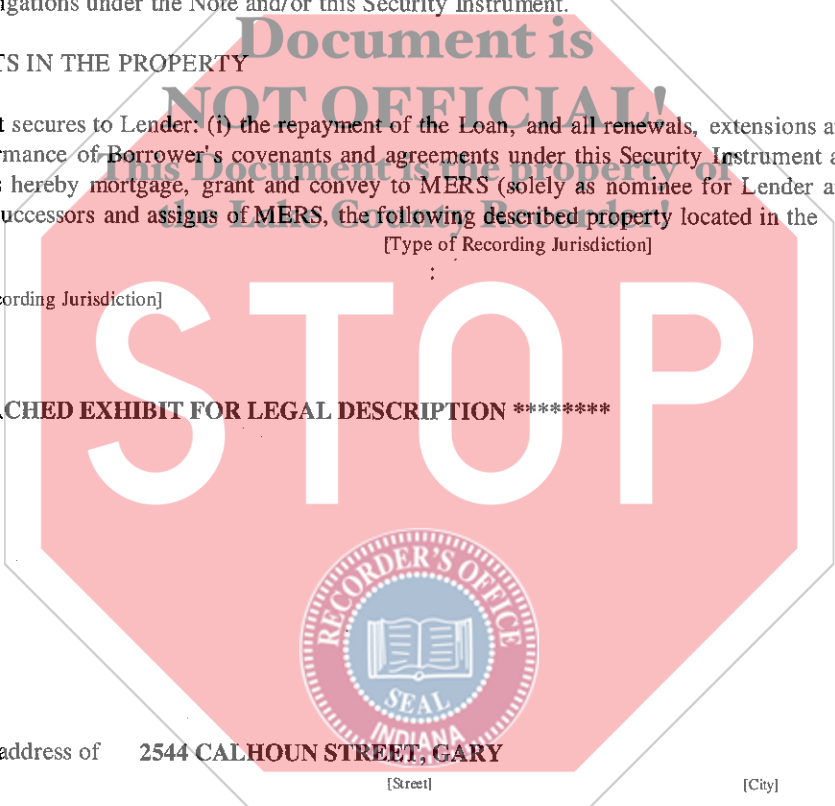 igations under the Note and/or this Security Instrument.
Document is
TS IN THE PROPERTY
NOT OFFICIAL!
t secures to Lender: (i) the repayment of the Loan, and all renewals, extensions a
rmance of Borrower's covenants and agreements under this Security Instrument a
This Document is the property of
s hereby mortgage, grant and convey to MERS (solely as nominee for Lender a
the Lake County Recorder!
uccessors and assigns of MERS, the following described property located in the
[Type of Recording Jurisdiction]
:
cording Jurisdiction]
STOP
ACHED EXHIBIT FOR LEGAL DESCRIPTION ********
RECORDER'S OFFICE
SEAL
INDIANA
address of 2544 CALHOUN STREET, GARY
[Street] [City]